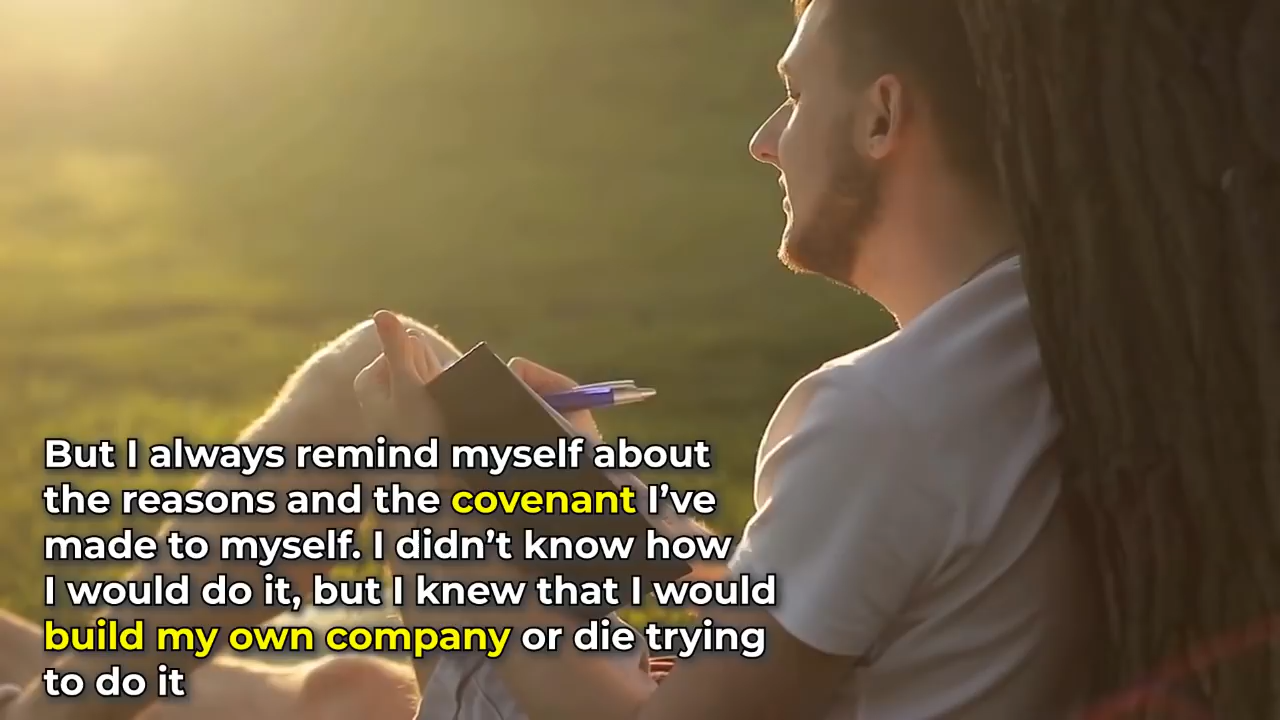 But I always remind myself about
the reasons and the covenant I’ve
made to myself. I didn’t know how
I would do it, but I knew that I would
build my own company or die trying
to do it